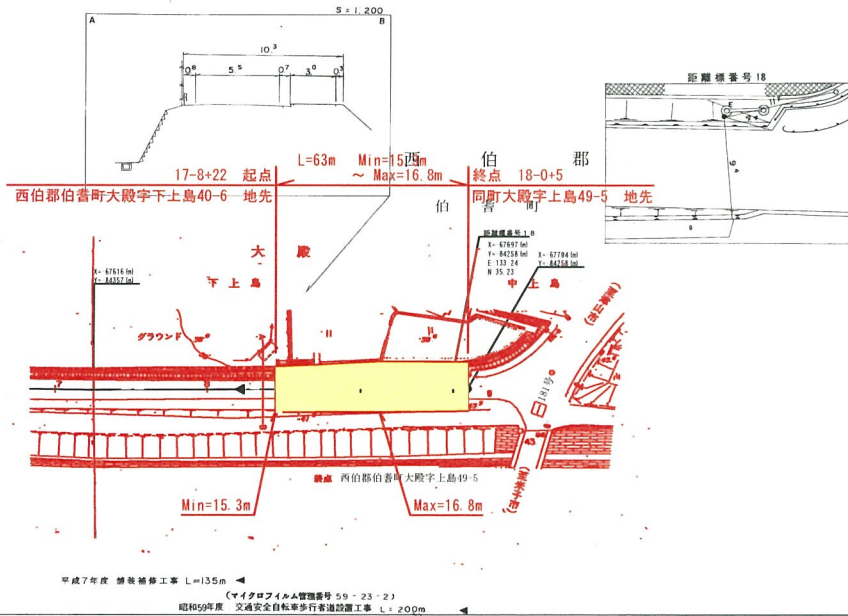 S = 1:200
A
B
10.3
0.8
5.5
0.7
3.0
0.3
距離標番号18
E
9.4
西伯郡
L=63m
~ Max=16.8m
17-8+22 起点
西伯郡伯耆町大殿字下上島40-6 地先
終点 18-0+5
同町大殿字上島49-5 地先
伯耆町
大殿
下上島
中上島
距離標番号18
X=-67697(m)
Y=-84258(m)
E 133 24
N 35.23
X=-67704(m)
Y=-84258(m)
X=-67616(m)
Y=-84357(m)
グラウンド
181号
終点 西伯郡伯耆町大殿字上島49-5
Min=15.3m
Max=16.8m
平成7年度 舗装補修工事 L=135m
(マイクロフィルム管理番号 59-23-2)
昭和59年度 交通安全自転車歩行者道設置工事 L=200m